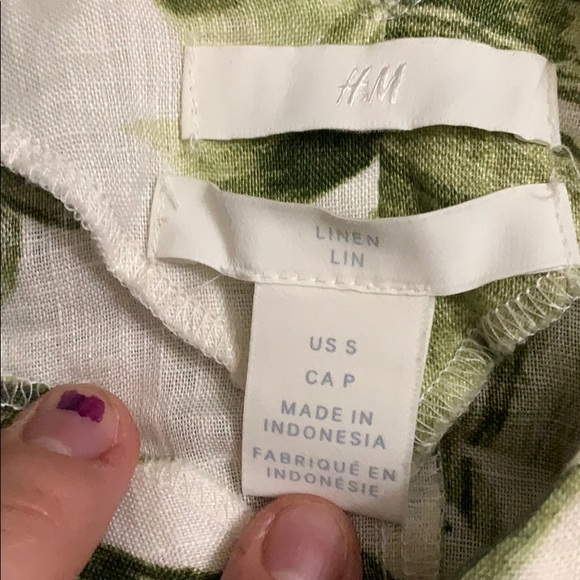 H&M
LINEN
LIN
US S
CA P
MADE IN
INDONESIA
FABRIQUÉ EN
INDONÉSIE